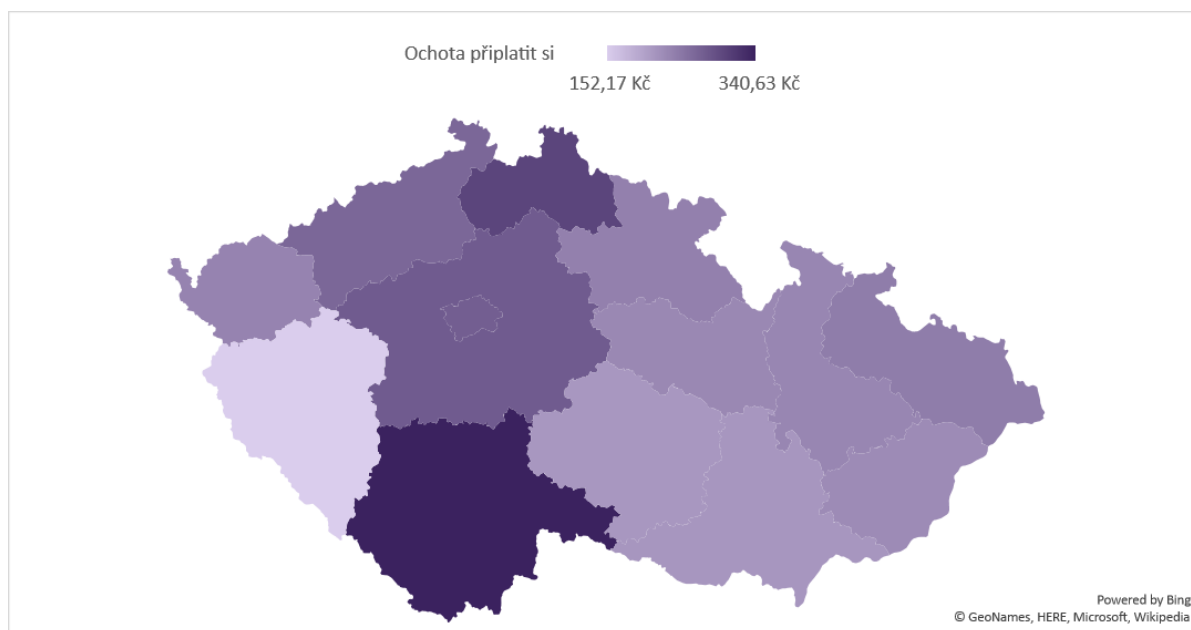 Ochota připlatit si
152,17 Kč 340,63 Kč
Powered by Bing
© GeoNames, HERE, Microsoft, Wikipedia